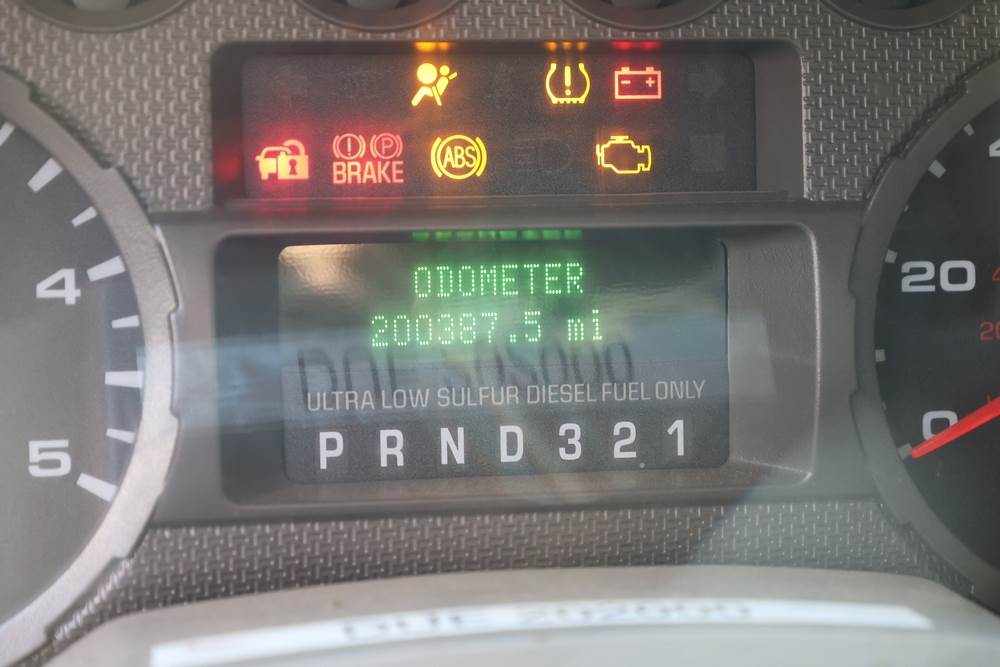 BRAKE
ABS
ODOMETER
200387.5 mi
ULTRA LOW SULFUR DIESEL FUEL ONLY
P R N D 3 2 1
4
5
20
0